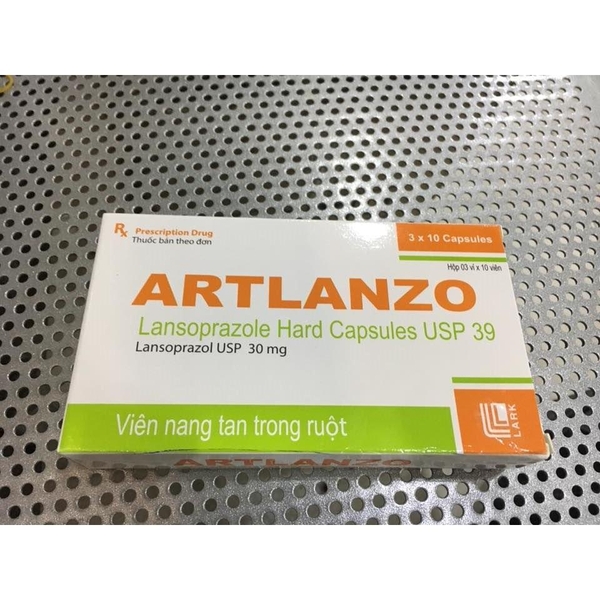 Rx Prescription Drug
Thuốc bán theo đơn
3 x 10 Capsules
Hộp 03 vỉ x 10 viên
ARTLANZO
Lansoprazole Hard Capsules USP 39
Lansoprazol USP 30 mg
Viên nang tan trong ruột
LARK
ARTLANZO